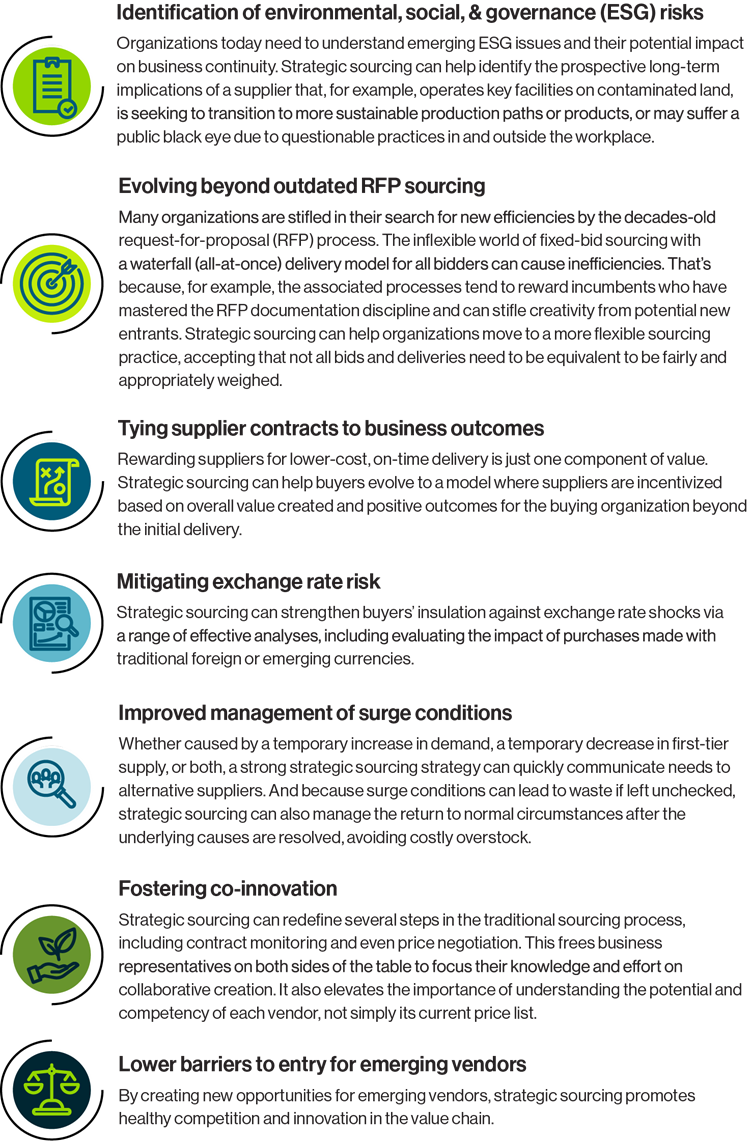 Identification of environmental, social, & governance (ESG) risks
Organizations today need to understand emerging ESG issues and their potential impact
on business continuity. Strategic sourcing can help identify the prospective long-term
implications of a supplier that, for example, operates key facilities on contaminated land,
is seeking to transition to more sustainable production paths or products, or may suffer a
public black eye due to questionable practices in and outside the workplace.
Evolving beyond outdated RFP sourcing
Many organizations are stifled in their search for new efficiencies by the decades-old
request-for-proposal (RFP) process. The inflexible world of fixed-bid sourcing with
a waterfall (all-at-once) delivery model for all bidders can cause inefficiencies. That’s
because, for example, the associated processes tend to reward incumbents who have
mastered the RFP documentation discipline and can stifle creativity from potential new
entrants. Strategic sourcing can help organizations move to a more flexible sourcing
practice, accepting that not all bids and deliveries need to be equivalent to be fairly and
appropriately weighed.
Tying supplier contracts to business outcomes
Rewarding suppliers for lower-cost, on-time delivery is just one component of value.
Strategic sourcing can help buyers evolve to a model where suppliers are incentivized
based on overall value created and positive outcomes for the buying organization beyond
the initial delivery.
Mitigating exchange rate risk
Strategic sourcing can strengthen buyers’ insulation against exchange rate shocks via
a range of effective analyses, including evaluating the impact of purchases made with
traditional foreign or emerging currencies.
Improved management of surge conditions
Whether caused by a temporary increase in demand, a temporary decrease in first-tier
supply, or both, a strong strategic sourcing strategy can quickly communicate needs to
alternative suppliers. And because surge conditions can lead to waste if left unchecked,
strategic sourcing can also manage the return to normal circumstances after the
underlying causes are resolved, avoiding costly overstock.
Fostering co-innovation
Strategic sourcing can redefine several steps in the traditional sourcing process,
including contract monitoring and even price negotiation. This frees business
representatives on both sides of the table to focus their knowledge and effort on
collaborative creation. It also elevates the importance of understanding the potential and
competency of each vendor, not simply its current price list.
Lower barriers to entry for emerging vendors
By creating new opportunities for emerging vendors, strategic sourcing promotes
healthy competition and innovation in the value chain.